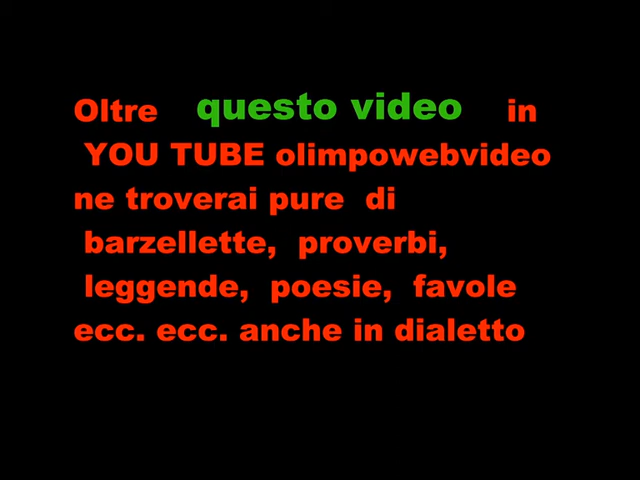 Oltre questo video in
YOU TUBE olimpowebvideo
ne troverai pure di
barzellette, proverbi,
leggende, poesie, favole
ecc. ecc. anche in dialetto